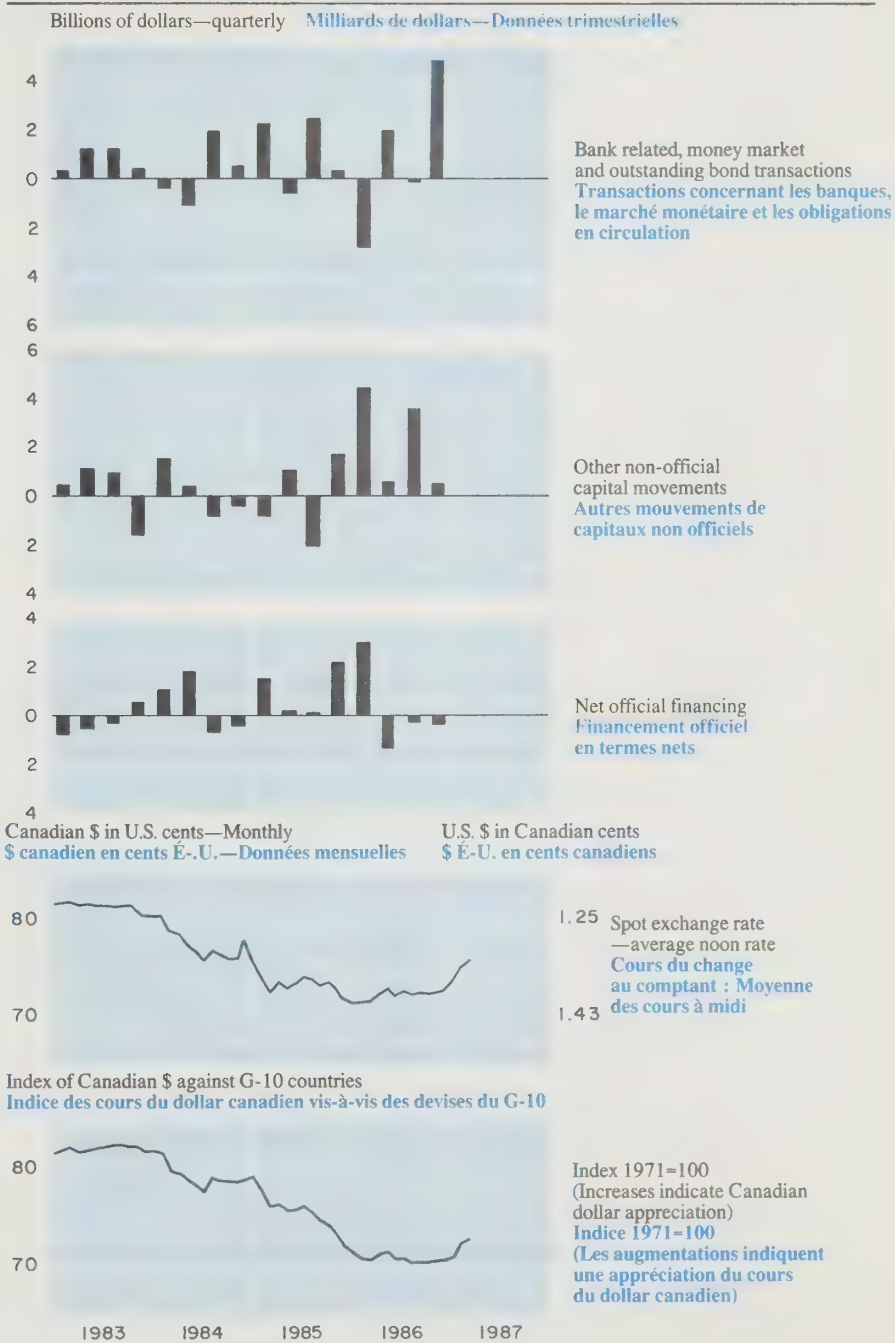 Billions of dollars—quarterly Milliards de dollars—Données trimestrielles
4
2
0
2
4
6
Bank related, money market
and outstanding bond transactions
Transactions concernant les banques,
le marché monétaire et les obligations
en circulation
6
4
2
0
2
4
Other non-official
capital movements
Autres mouvements de
capitaux non officiels
4
2
0
2
4
Net official financing
Financement officiel
en termes nets
Canadian $ in U.S. cents—Monthly
$ canadien en cents É-.U.—Données mensuelles
U.S. $ in Canadian cents
$ É-U. en cents canadiens
80
70
1.25
1.43
Spot exchange rate
—average noon rate
Cours du change
au comptant : Moyenne
des cours à midi
Index of Canadian $ against G-10 countries
Indice des cours du dollar canadien vis-à-vis des devises du G-10
80
70
Index 1971=100
(Increases indicate Canadian
dollar appreciation)
Indice 1971=100
(Les augmentations indiquent
une appréciation du cours
du dollar canadien)
1983 1984 1985 1986 1987